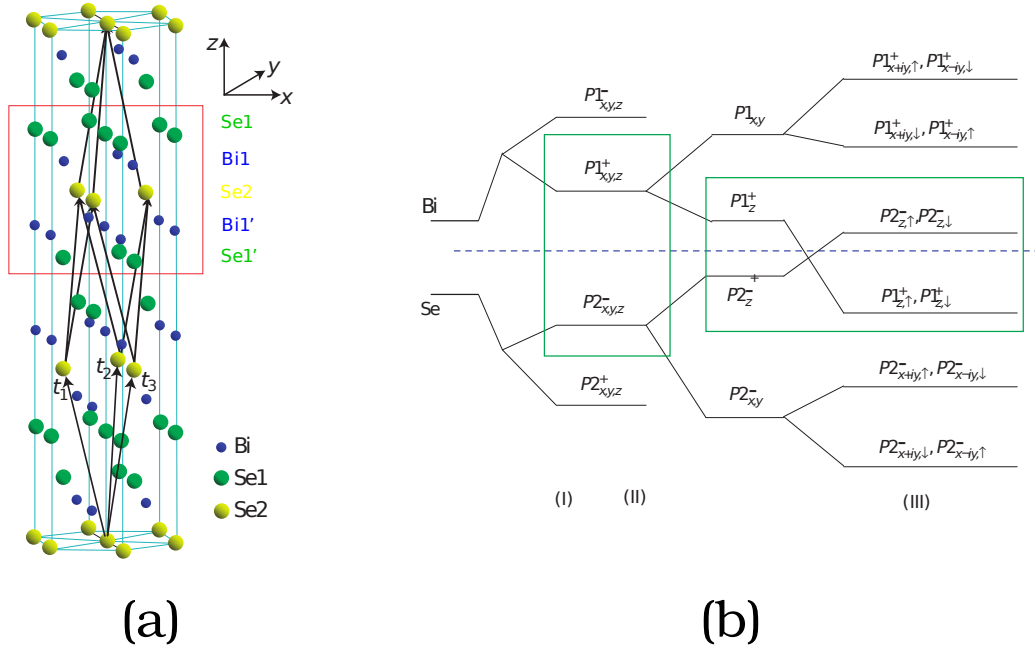 z
y
x
Se1
Bi1
Se2
Bi1'
Se1'
t1
t2
t3
Bi
Se1
Se2
(a)
Bi
Se
P1⁻x,y,z
P1⁺x,y,z
P2⁻x,y,z
P2⁺x,y,z
P1x,y
P1⁺z
P2⁻z +
P2⁻x,y
P1⁺x+iy,↑, P1⁺x−iy,↓
P1⁺x+iy,↓, P1⁺x−iy,↑
P2⁻z,↑, P2⁻z,↓
P1⁺z,↑, P1⁺z,↓
P2⁻x+iy,↑, P2⁻x−iy,↓
P2⁻x+iy,↓, P2⁻x−iy,↑
(I)
(II)
(III)
(b)